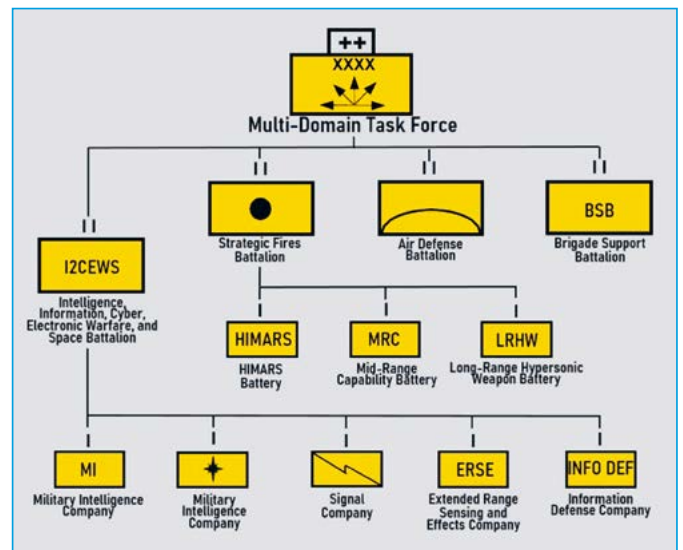 ++
XXXX
Multi-Domain Task Force
II
II
II
II
I2CEWS
BSB
Intelligence,
Information, Cyber,
Electronic Warfare, and
Space Battalion
Strategic Fires
Battalion
Air Defense
Battalion
Brigade Support
Battalion
I
I
I
HIMARS
MRC
LRHW
HIMARS
Battery
Mid-Range
Capability Battery
Long-Range Hypersonic
Weapon Battery
I
I
I
I
I
MI
ERSE
INFO DEF
Military Intelligence
Company
Military
Intelligence
Company
Signal
Company
Extended Range
Sensing and
Effects Company
Information
Defense Company